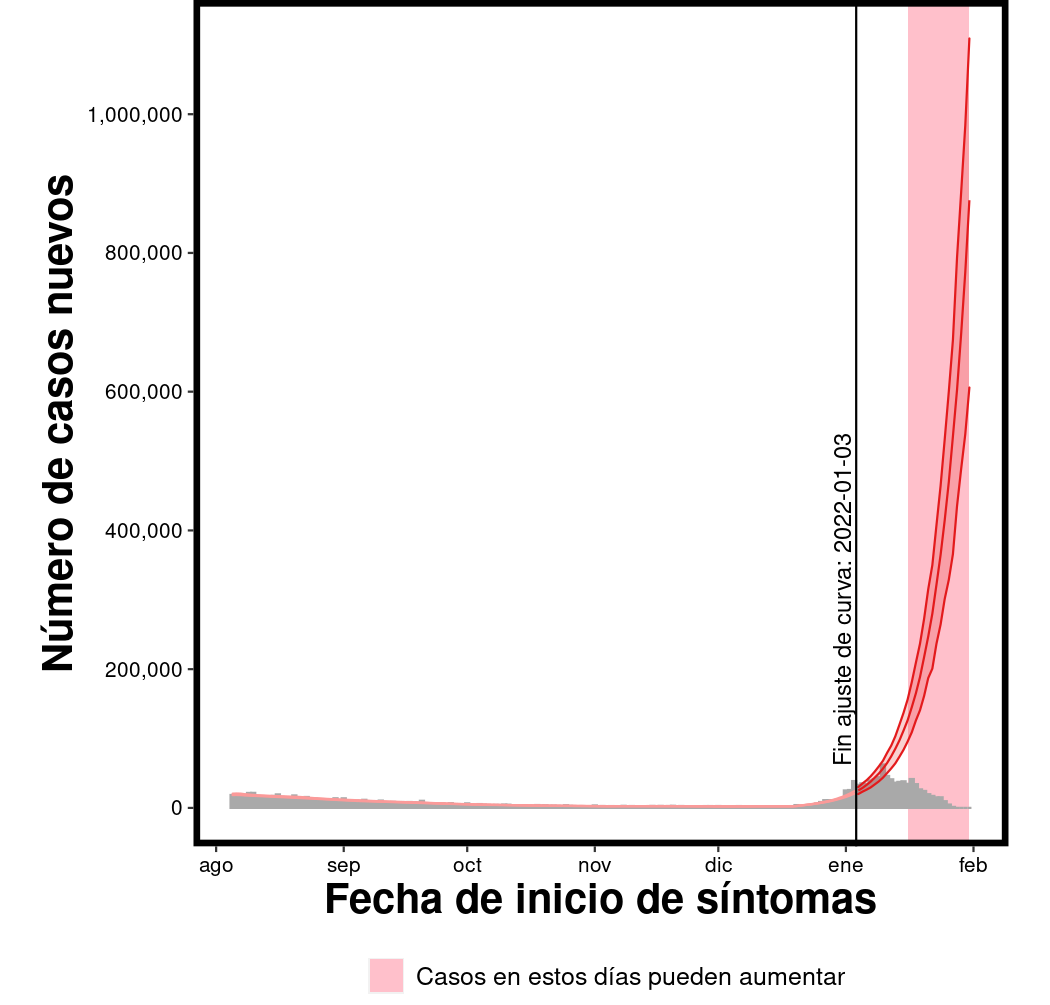 Número de casos nuevos
1,000,000
800,000
600,000
400,000
200,000
0
Fin ajuste de curva: 2022-01-03
ago sep oct nov dic ene feb
Fecha de inicio de síntomas
Casos en estos días pueden aumentar